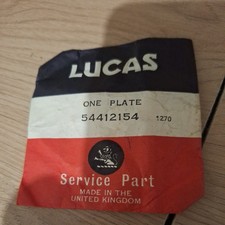 LUCAS
ONE PLATE
54412154 1270
Service Part
MADE IN THE
UNITED KINGDOM